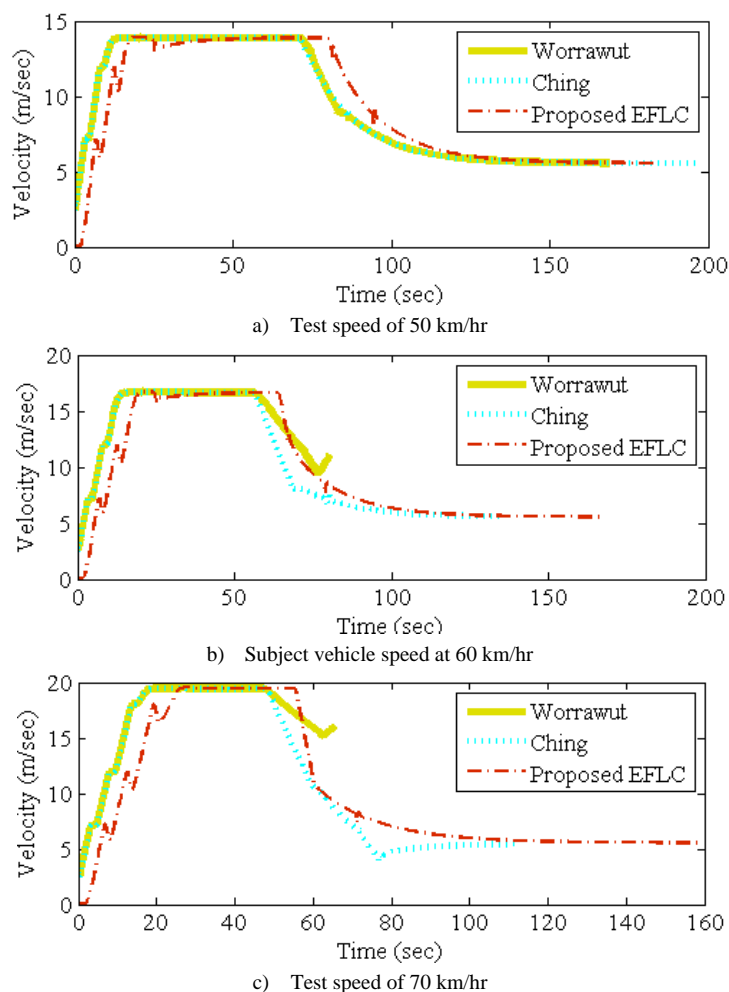 15
10
5
0
Velocity (m/sec)
Worrawut
Ching
Proposed EFLC
0 50 100 150 200
Time (sec)
a) Test speed of 50 km/hr
20
15
10
5
0
Velocity (m/sec)
Worrawut
Ching
Proposed EFLC
0 50 100 150 200
Time (sec)
b) Subject vehicle speed at 60 km/hr
20
15
10
5
0
Velocity (m/sec)
Worrawut
Ching
Proposed EFLC
0 20 40 60 80 100 120 140 160
Time (sec)
c) Test speed of 70 km/hr